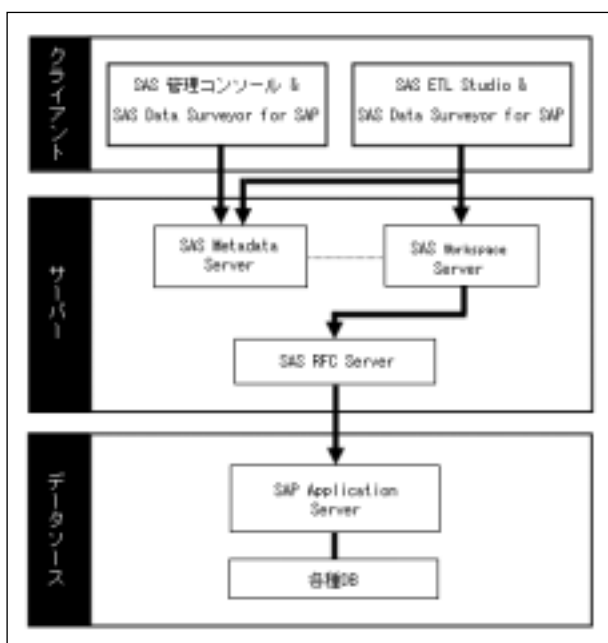 クライアント
SAS 管理コンソール &
SAS Data Surveyor for SAP
SAS ETL Studio &
SAS Data Surveyor for SAP
サーバー
SAS Metadata
Server
SAS Workspace
Server
SAS RFC Server
データソース
SAP Application
Server
各種DB